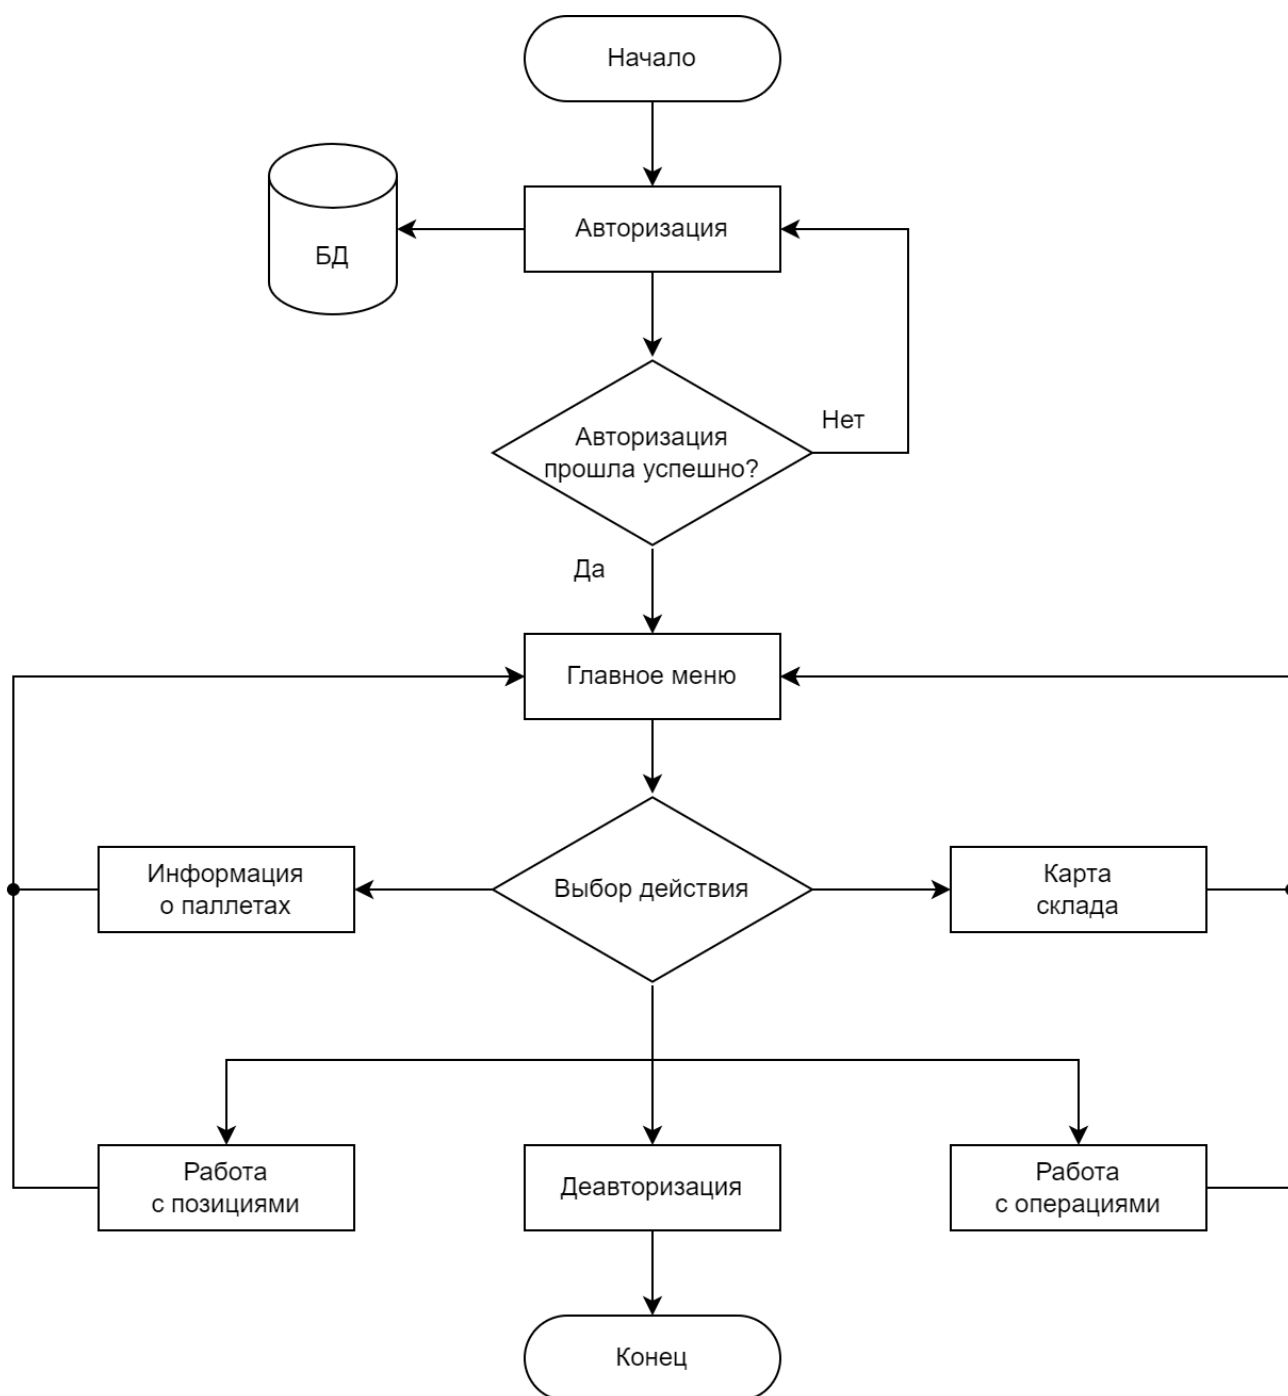 Начало
Авторизация
БД
Авторизация
прошла успешно?
Нет
Да
Главное меню
Информация
о паллетах
Выбор действия
Карта
склада
Работа
с позициями
Деавторизация
Работа
с операциями
Конец